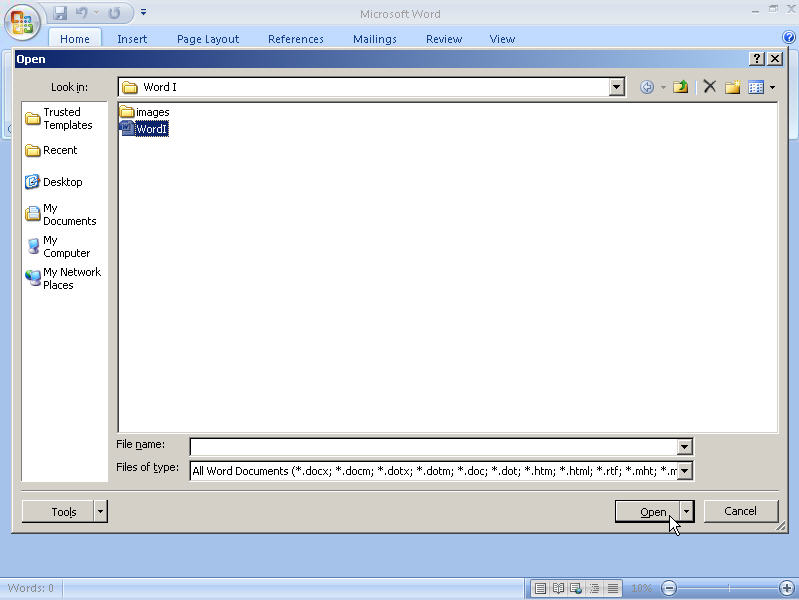 Microsoft Word
Home Insert Page Layout References Mailings Review View
Open
Look in: Word I
Trusted Templates
Recent
Desktop
My Documents
My Computer
My Network Places
images
WordI
File name:
Files of type: All Word Documents (*.docx; *.docm; *.dotx; *.dotm; *.doc; *.dot; *.htm; *.html; *.rtf; *.mht; *.m
Tools Open Cancel
Words: 0 10%